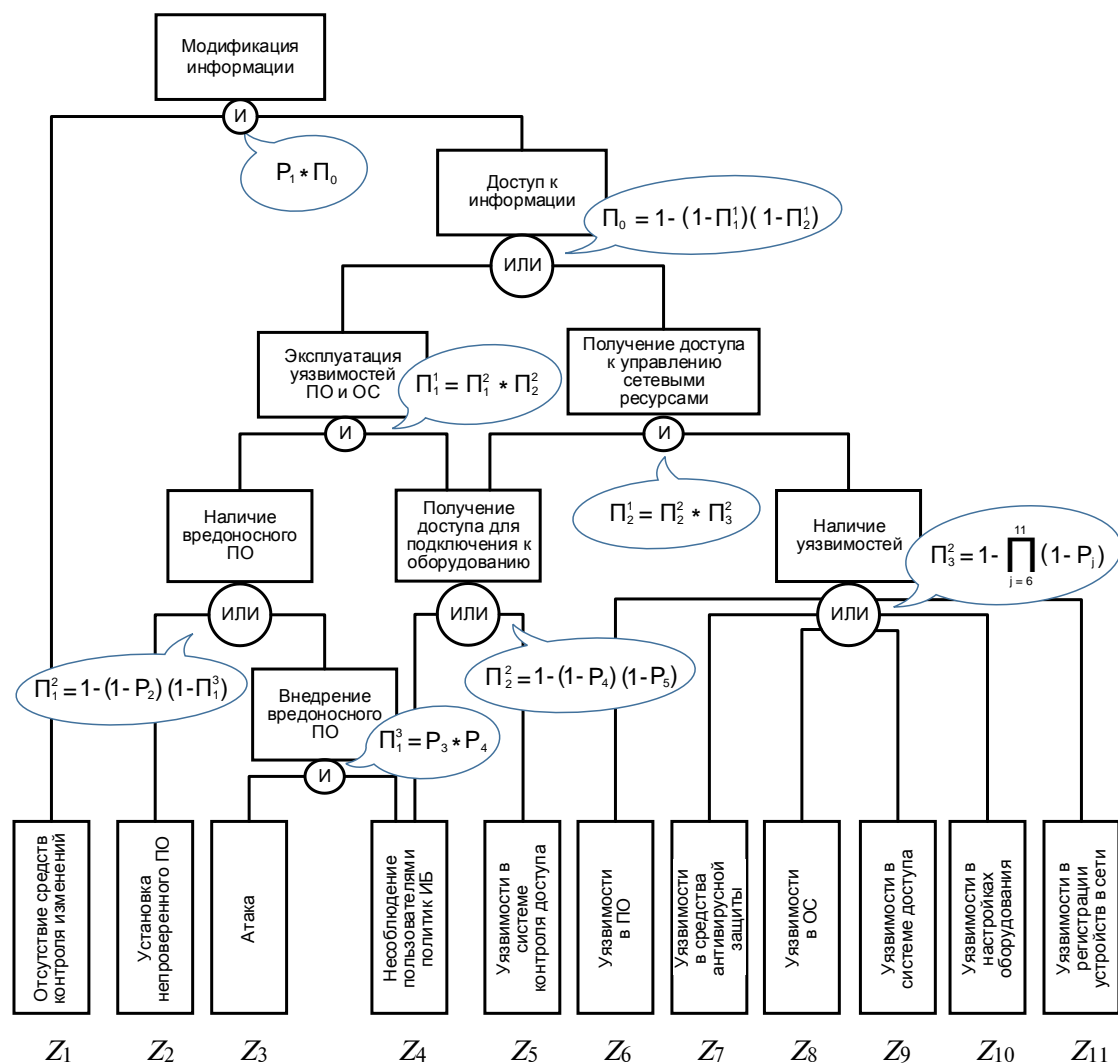 Модификация
информации
И
P₁ * П₀
Доступ к
информации
П₀ = 1- (1-П₁¹)( 1-П₂¹)
ИЛИ
Эксплуатация
уязвимостей
ПО и ОС
П₁¹ = П₁² * П₂²
И
Получение доступа
к управлению
сетевыми
ресурсами
И
П₂¹ = П₂² * П₃²
Наличие
вредоносного
ПО
ИЛИ
П₁² = 1-(1-P₂) (1-П₁³)
Получение
доступа для
подключения к
оборудованию
ИЛИ
П₂² = 1-(1-P₄) (1-P₅)
Наличие
уязвимостей
ИЛИ
11
П₃² = 1- ∏ (1-Pⱼ)
j = 6
Внедрение
вредоносного
ПО
П₁³ = P₃ * P₄
И
Отсутствие средств
контроля изменений
Установка
непроверенного ПО
Атака
Несоблюдение
пользователями
политик ИБ
Уязвимости в
системе
контроля доступа
Уязвимости
в ПО
Уязвимости
в средства
антивирусной
защиты
Уязвимости
в ОС
Уязвимости в
системе доступа
Уязвимости в
настройках
оборудования
Уязвимости в
регистрации
устройств в сети
Z₁ Z₂ Z₃ Z₄ Z₅ Z₆ Z₇ Z₈ Z₉ Z₁₀ Z₁₁